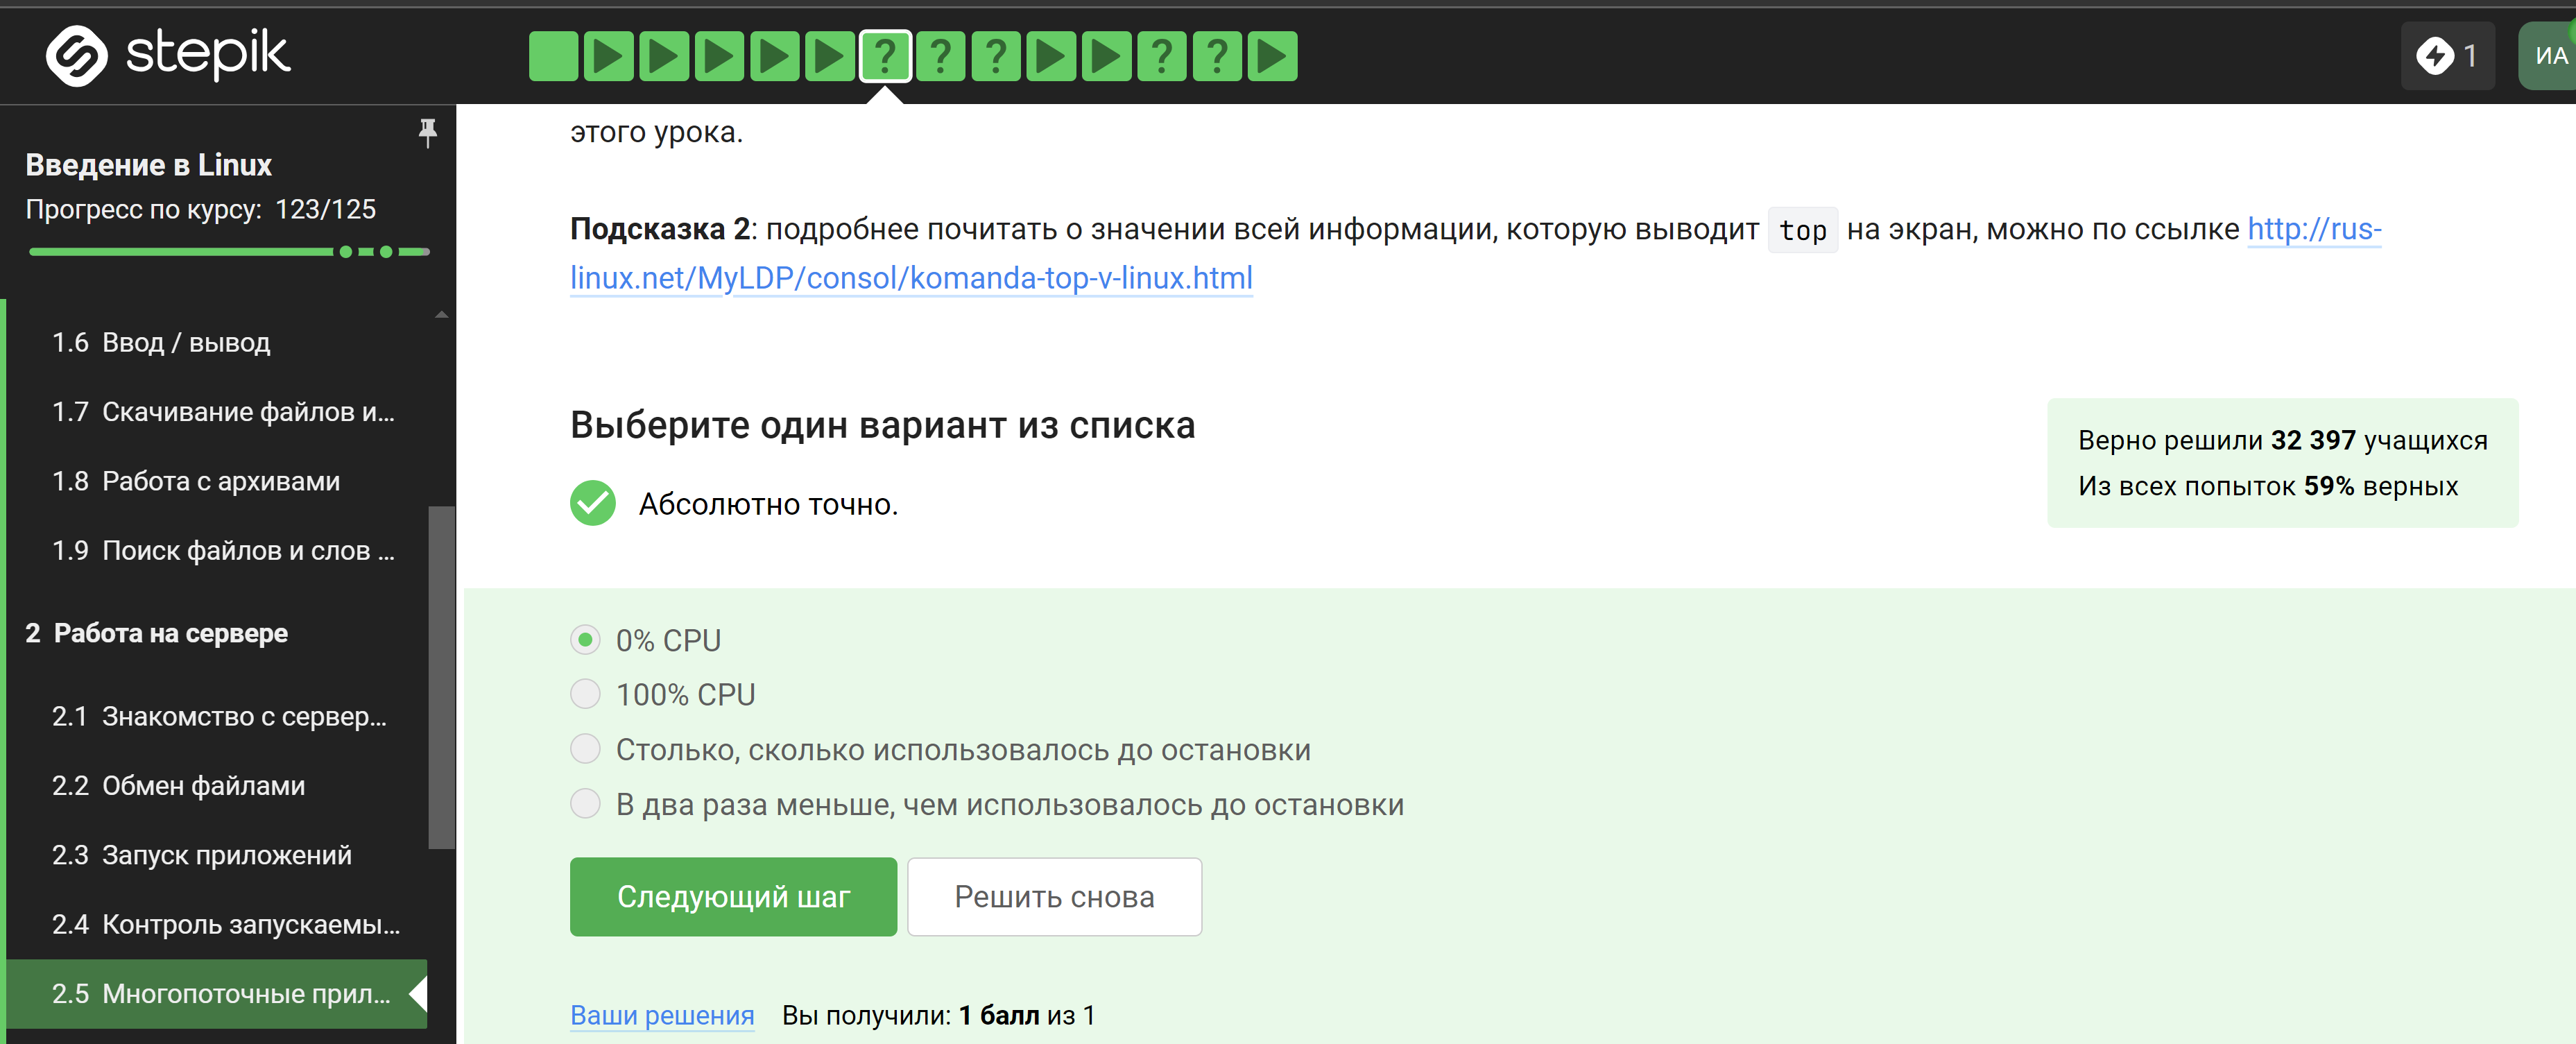 stepik
? ? ? ? ?
1
ИА
Введение в Linux
Прогресс по курсу: 123/125
1.6 Ввод / вывод
1.7 Скачивание файлов и...
1.8 Работа с архивами
1.9 Поиск файлов и слов ...
2 Работа на сервере
2.1 Знакомство с сервер...
2.2 Обмен файлами
2.3 Запуск приложений
2.4 Контроль запускаемы...
2.5 Многопоточные прил...
этого урока.
Подсказка 2: подробнее почитать о значении всей информации, которую выводит top на экран, можно по ссылке http://rus-
linux.net/MyLDP/consol/komanda-top-v-linux.html
Выберите один вариант из списка
Абсолютно точно.
Верно решили 32 397 учащихся
Из всех попыток 59% верных
0% CPU
100% CPU
Столько, сколько использовалось до остановки
В два раза меньше, чем использовалось до остановки
Следующий шаг Решить снова
Ваши решения Вы получили: 1 балл из 1